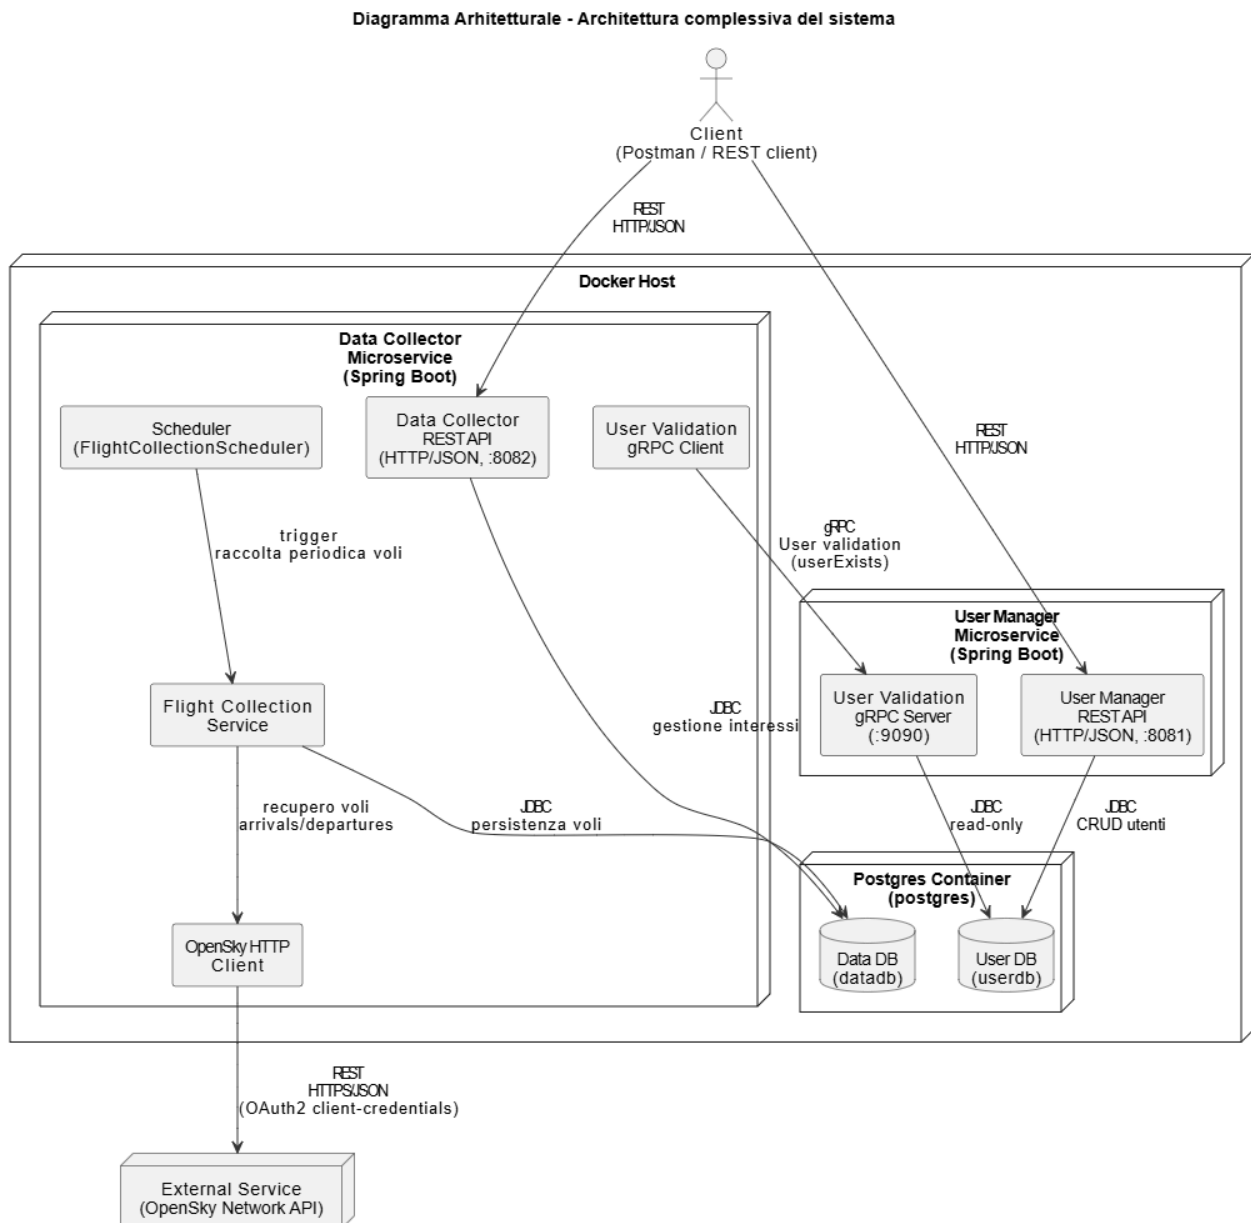 Diagramma Arhitetturale - Architettura complessiva del sistema
Client
(Postman / REST client)
REST
HTTP/JSON
Docker Host
Data Collector
Microservice
(Spring Boot)
Scheduler
(FlightCollectionScheduler)
Data Collector
REST API
(HTTP/JSON, :8082)
User Validation
gRPC Client
REST
HTTP/JSON
trigger
raccolta periodica voli
gRPC
User validation
(userExists)
User Manager
Microservice
(Spring Boot)
Flight Collection
Service
JDBC
gestione interessi
User Validation
gRPC Server
(:9090)
User Manager
REST API
(HTTP/JSON, :8081)
recupero voli
arrivals/departures
JDBC
persistenza voli
JDBC
read-only
JDBC
CRUD utenti
Postgres Container
(postgres)
OpenSky HTTP
Client
Data DB
(datadb)
User DB
(userdb)
REST
HTTPS/JSON
(OAuth2 client-credentials)
External Service
(OpenSky Network API)